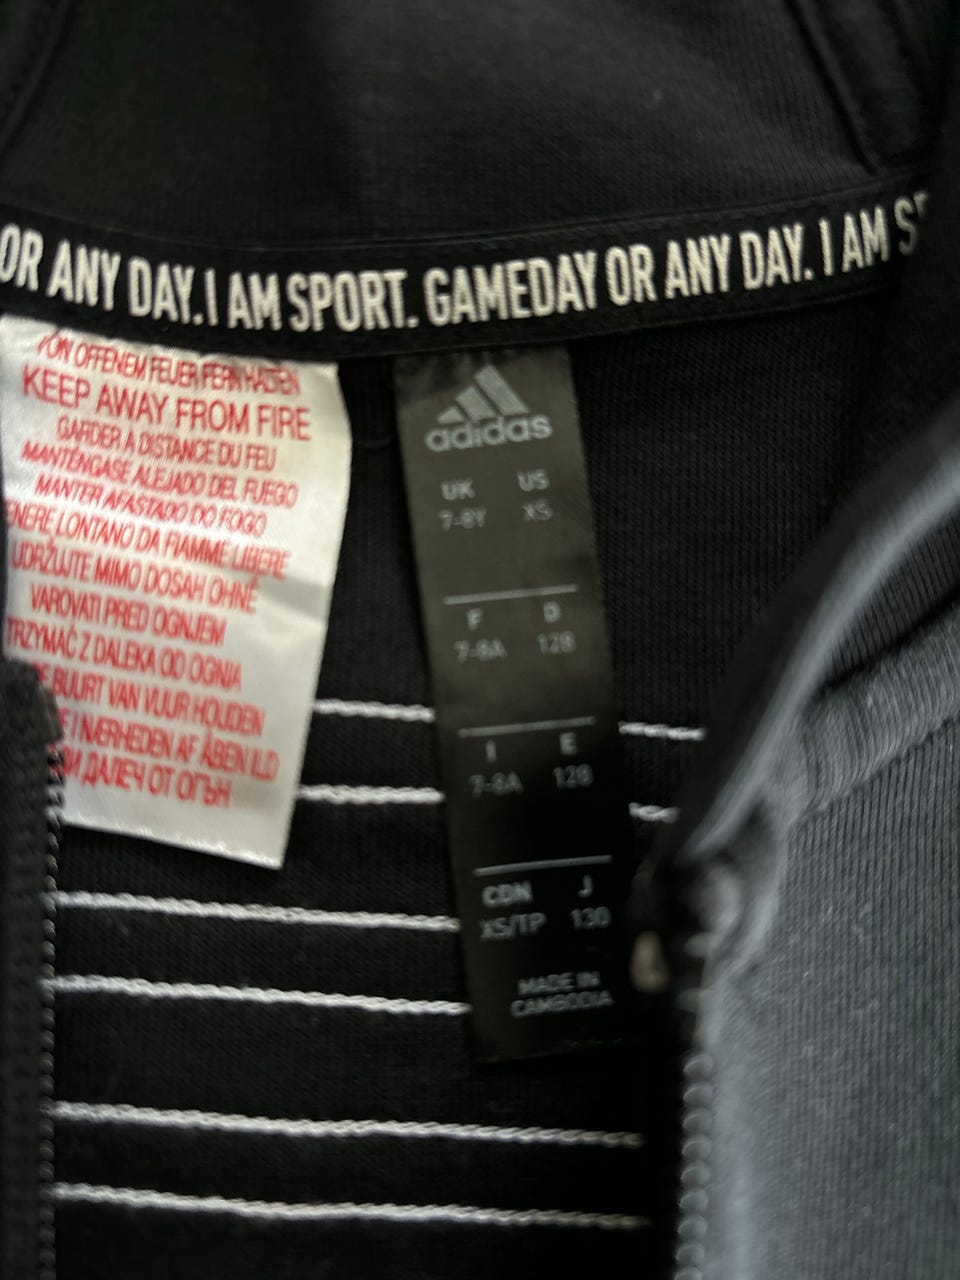 OR ANY DAY. I AM SPORT. GAMEDAY OR ANY DAY. I AM
VON OFFENEM FEUER FERN HALTEN
KEEP AWAY FROM FIRE
GARDER A DISTANCE DU FEU
MANTÉNGASE ALEJADO DEL FUEGO
MANTER AFASTADO DO FOGO
LONTANO DA FIAMME LIBERE
UDRŽUJTE MIMO DOSAH OHNĚ
VAROVATI PRED OGNJEM
TRZYMAĆ Z DALEKA OD OGNIA
BUURT VAN VUUR HOUDEN
I NÆRHEDEN AF ÅBEN ILD
ДАЛЕЧ ОТ ОГЪН
adidas
UK US
7-8Y XS
F D
7-8A 128
I E
7-8A 128
CDN J
XS/TP 130
MADE IN
CAMBODIA